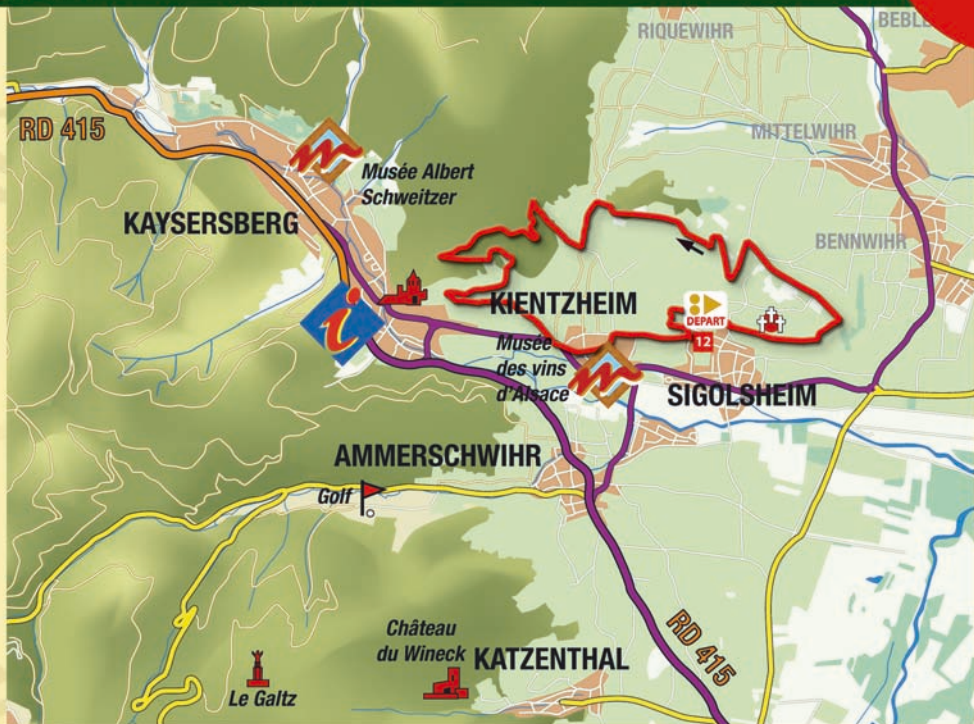 RIQUEWIHR
BEBL
RD 415
MITTELWIHR
Musée Albert
Schweitzer
KAYSERSBERG
BENNWIHR
i
KIENTZHEIM
DEPART
12
Musée
des vins
d'Alsace
SIGOLSHEIM
AMMERSCHWIHR
Golf
Château
du Wineck
KATZENTHAL
RD 415
Le Galtz